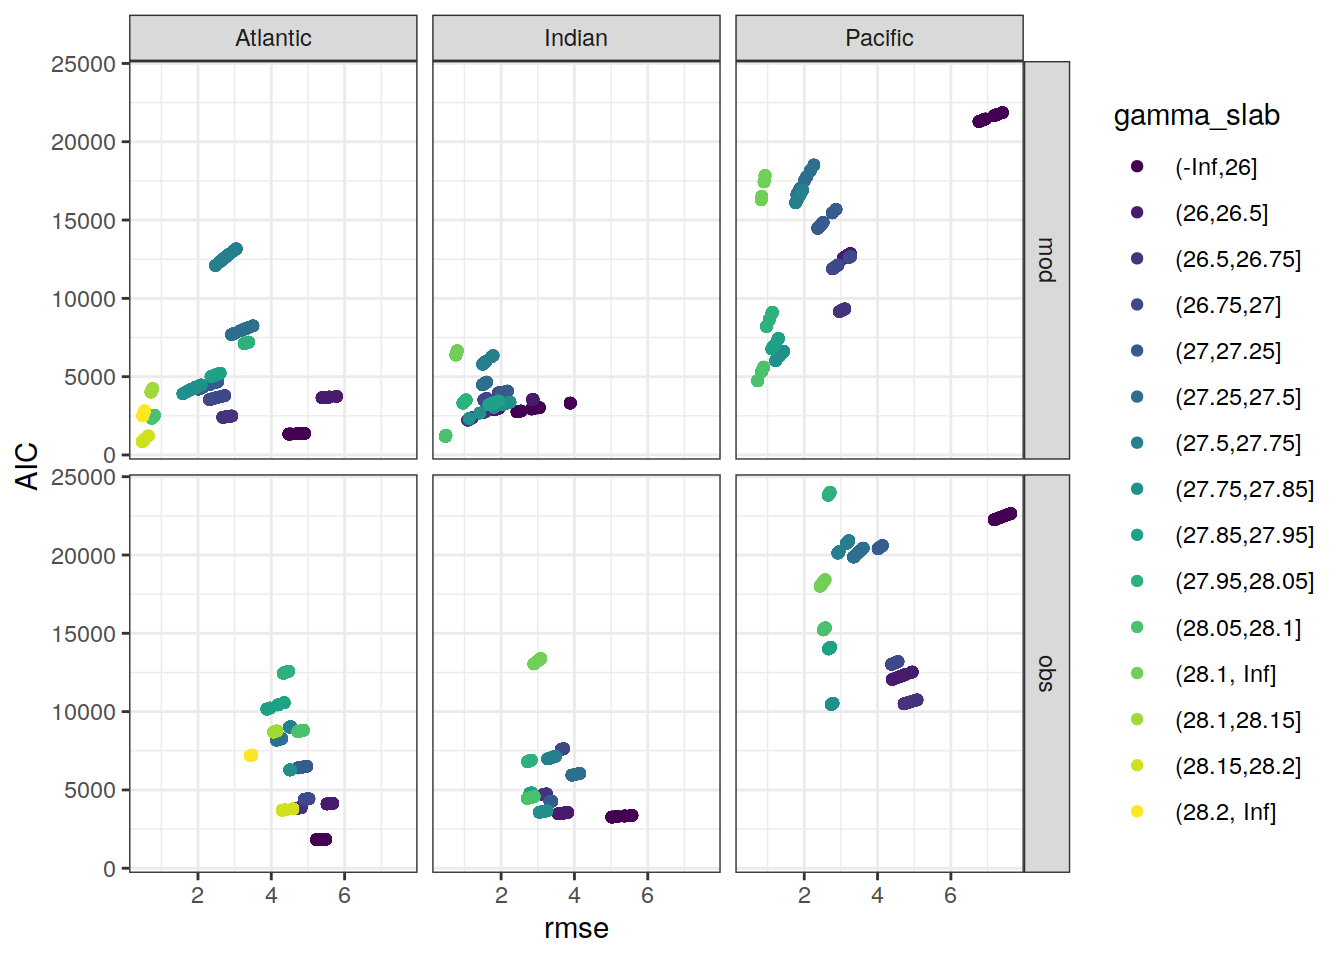 Atlantic
Indian
Pacific
25000
20000
15000
10000
5000
0
mod
25000
20000
15000
10000
5000
0
obs
AIC
2 4 6
2 4 6
2 4 6
rmse
gamma_slab
(-Inf,26]
(26,26.5]
(26.5,26.75]
(26.75,27]
(27,27.25]
(27.25,27.5]
(27.5,27.75]
(27.75,27.85]
(27.85,27.95]
(27.95,28.05]
(28.05,28.1]
(28.1, Inf]
(28.1,28.15]
(28.15,28.2]
(28.2, Inf]